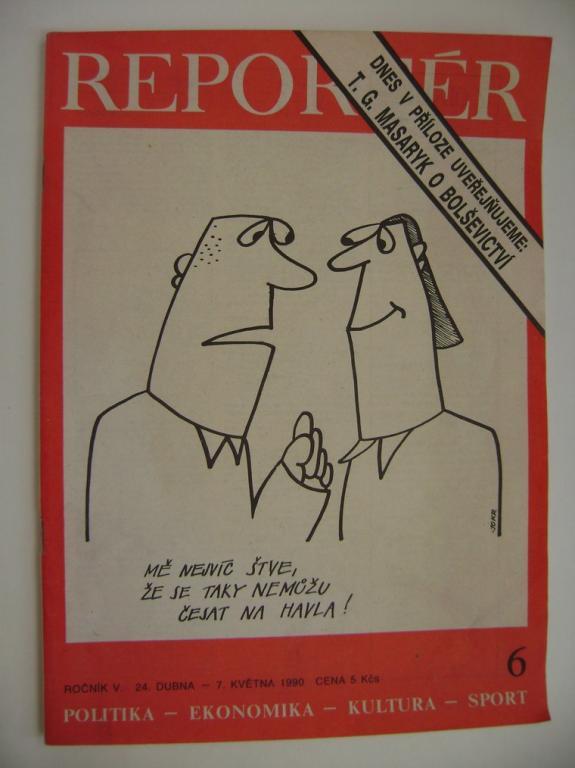 REPORTÉR
DNES V PŘÍLOZE UVEŘEJŇUJEME:
T. G. MASARYK O BOLŠEVICTVÍ
MĚ NEJVÍC ŠTVE,
ŽE SE TAKY NEMŮŽU
ČESAT NA HAVLA!
6
ROČNÍK V. 24. DUBNA – 7. KVĚTNA 1990 CENA 5 Kčs
POLITIKA – EKONOMIKA – KULTURA – SPORT